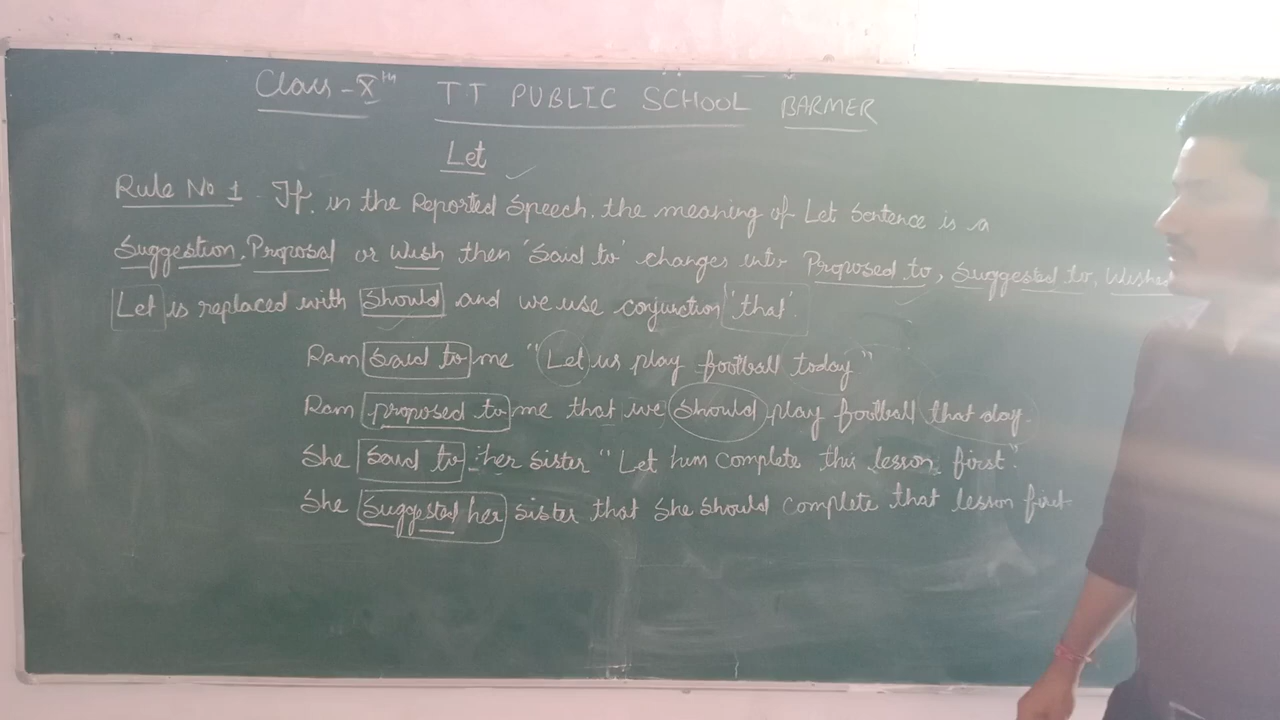 Class - Xth TT PUBLIC SCHOOL BARMER
Let
Rule No 1 - If, in the Reported Speech, the meaning of Let Sentence is a
Suggestion, Proposal or Wish then 'Said to' changes into Proposed to, Suggested to, Wished
Let is replaced with Should and we use conjunction 'that'.
Ram Said to me "Let us play football today"
Ram proposed to me that we should play football that day.
She Said to her sister "Let him complete this lesson first".
She Suggested her sister that she should complete that lesson first.